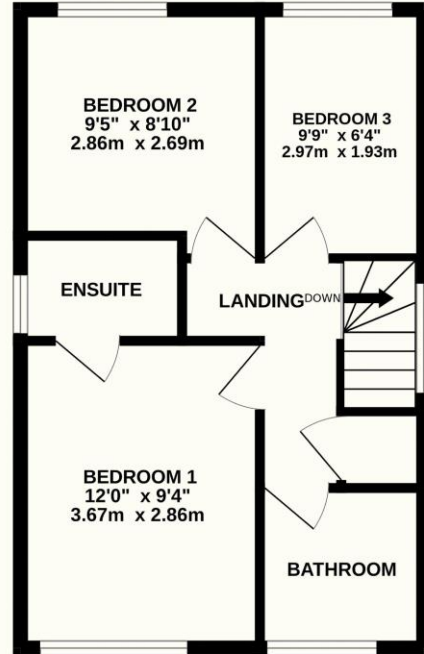 BEDROOM 2
9'5" x 8'10"
2.86m x 2.69m
BEDROOM 3
9'9" x 6'4"
2.97m x 1.93m
ENSUITE
LANDING
DOWN
BEDROOM 1
12'0" x 9'4"
3.67m x 2.86m
BATHROOM